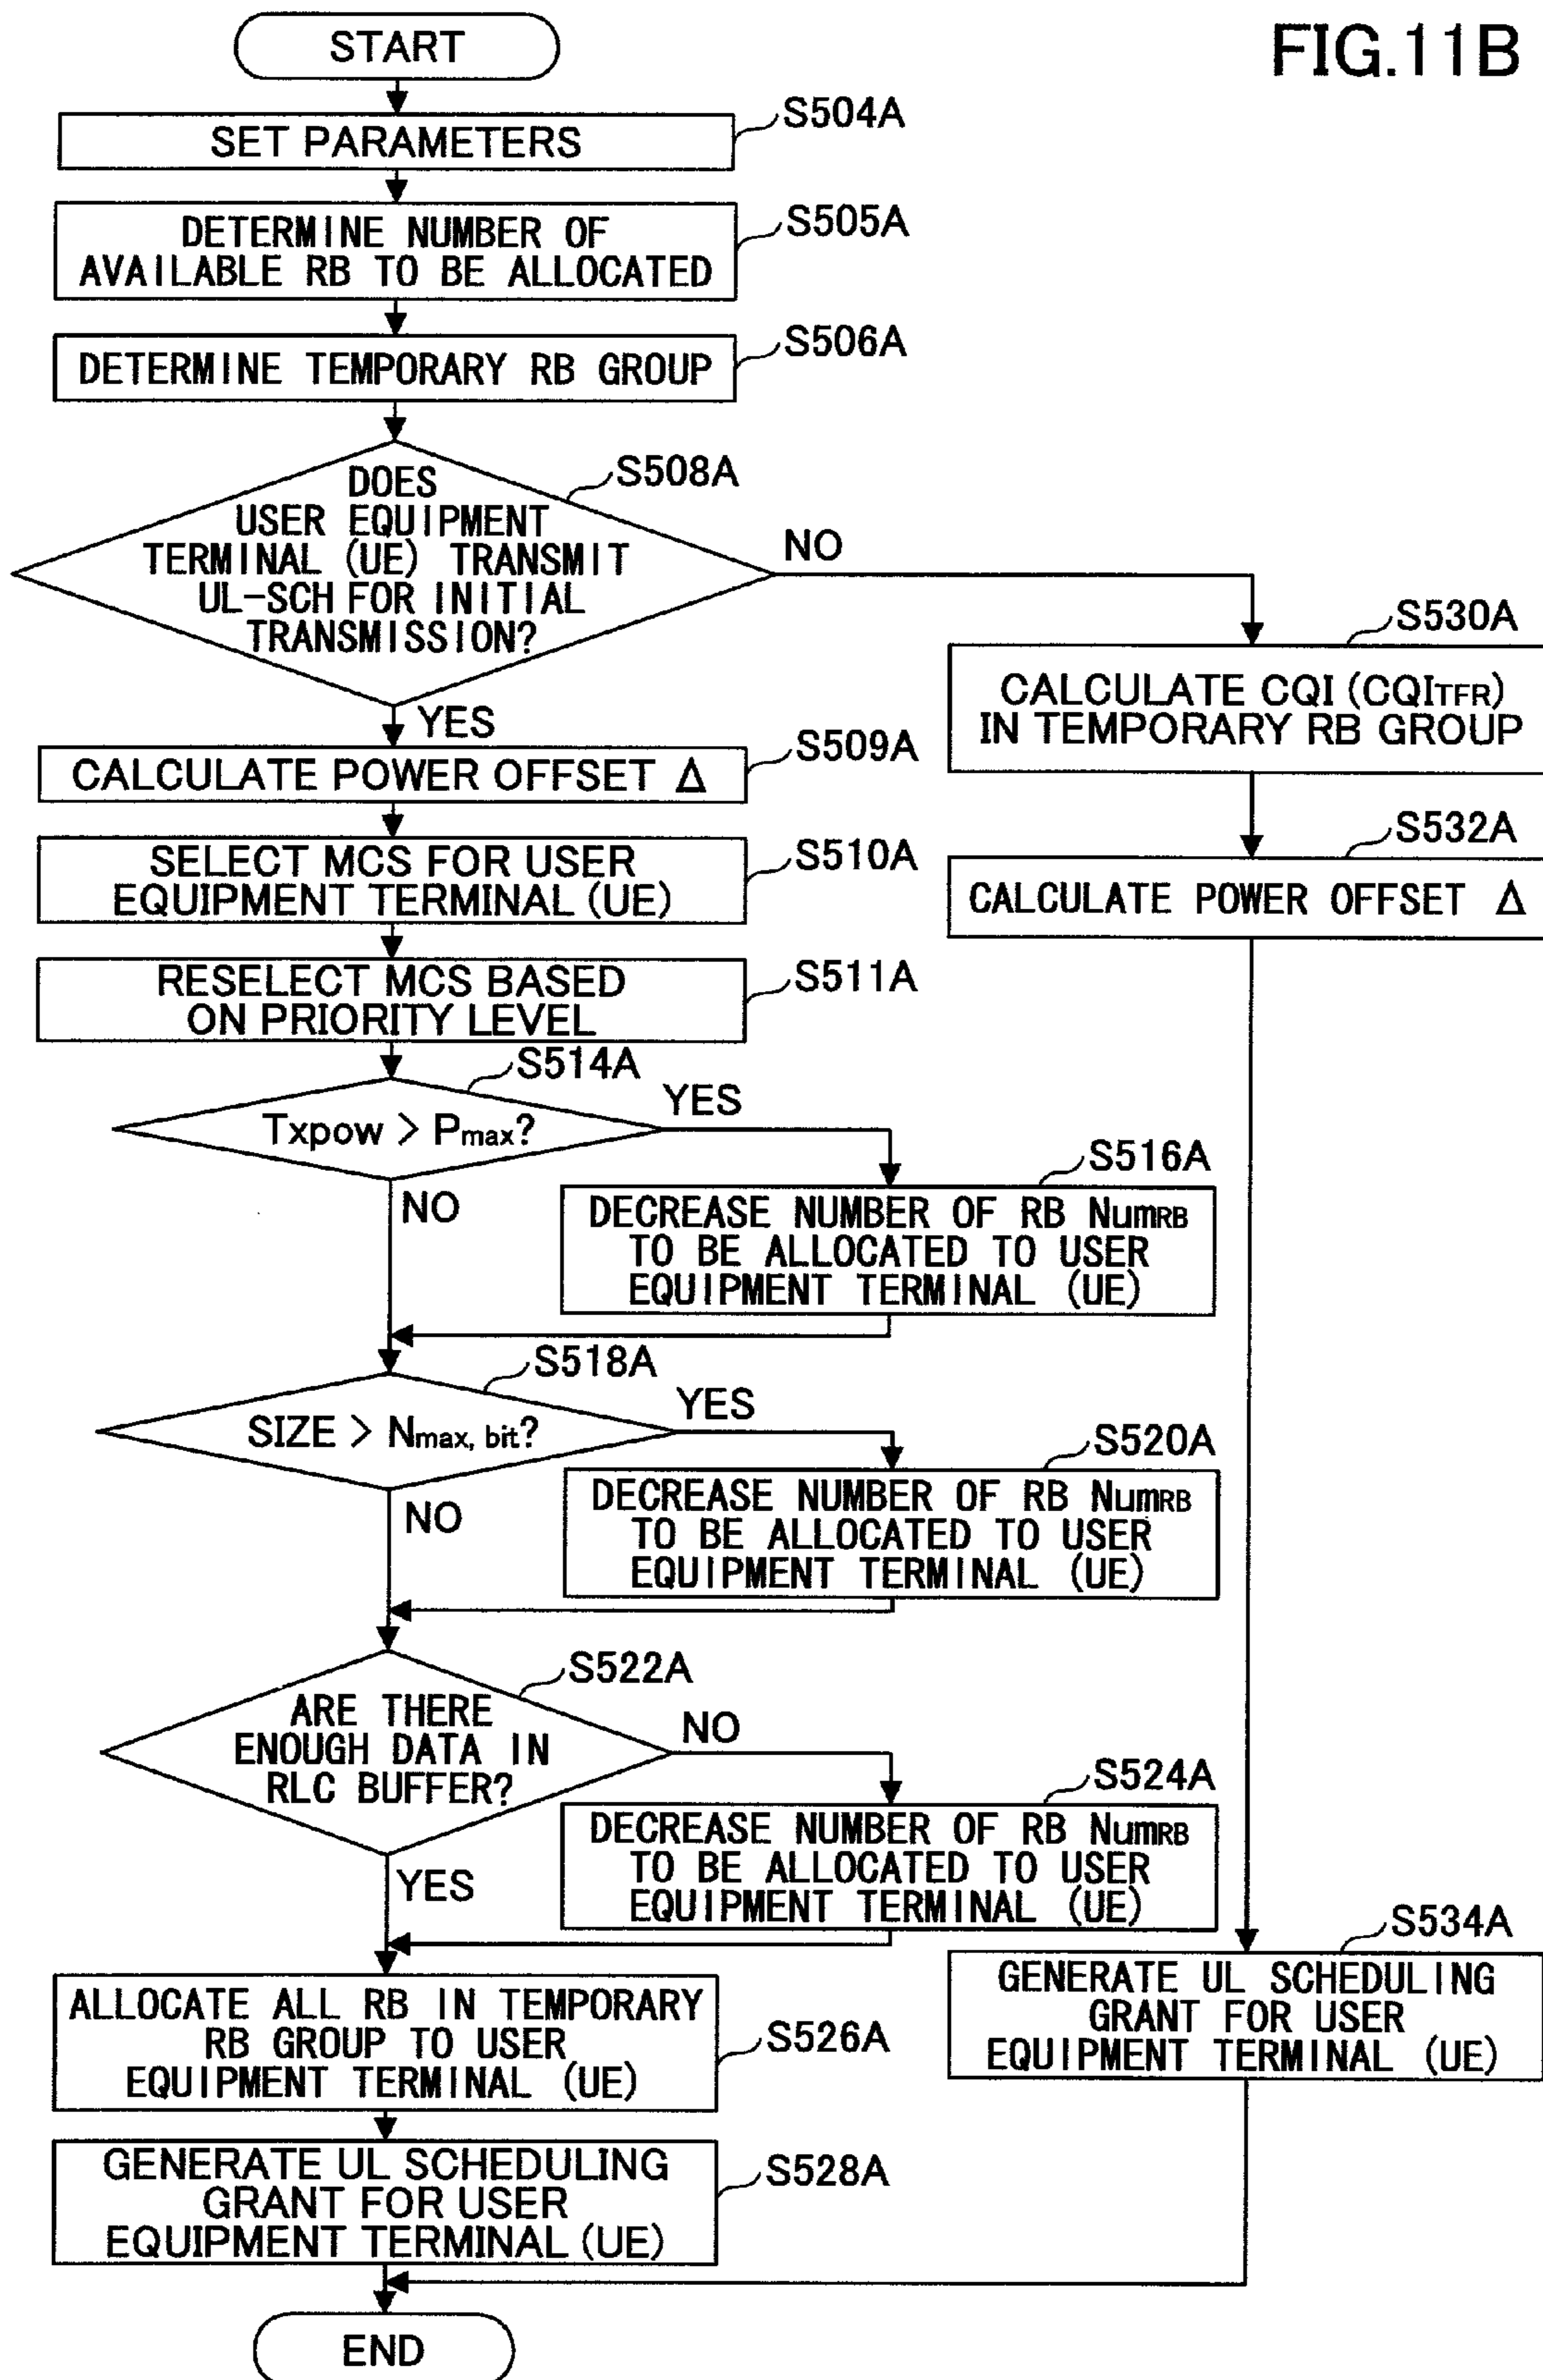 FIG.11B
START
S504A
SET PARAMETERS
S505A
DETERMINE NUMBER OF
AVAILABLE RB TO BE ALLOCATED
S506A
DETERMINE TEMPORARY RB GROUP
S508A
DOES
USER EQUIPMENT
TERMINAL (UE) TRANSMIT
UL-SCH FOR INITIAL
TRANSMISSION?
NO
YES
S530A
CALCULATE CQI (CQITFR)
IN TEMPORARY RB GROUP
S509A
CALCULATE POWER OFFSET Δ
S532A
CALCULATE POWER OFFSET Δ
S510A
SELECT MCS FOR USER
EQUIPMENT TERMINAL (UE)
S511A
RESELECT MCS BASED
ON PRIORITY LEVEL
S514A
Txpow > Pmax?
YES
NO
S516A
DECREASE NUMBER OF RB NumRB
TO BE ALLOCATED TO USER
EQUIPMENT TERMINAL (UE)
S518A
SIZE > Nmax, bit?
YES
NO
S520A
DECREASE NUMBER OF RB NumRB
TO BE ALLOCATED TO USER
EQUIPMENT TERMINAL (UE)
S522A
ARE THERE
ENOUGH DATA IN
RLC BUFFER?
NO
YES
S524A
DECREASE NUMBER OF RB NumRB
TO BE ALLOCATED TO USER
EQUIPMENT TERMINAL (UE)
S534A
GENERATE UL SCHEDULING
GRANT FOR USER
EQUIPMENT TERMINAL (UE)
S526A
ALLOCATE ALL RB IN TEMPORARY
RB GROUP TO USER
EQUIPMENT TERMINAL (UE)
S528A
GENERATE UL SCHEDULING
GRANT FOR USER
EQUIPMENT TERMINAL (UE)
END